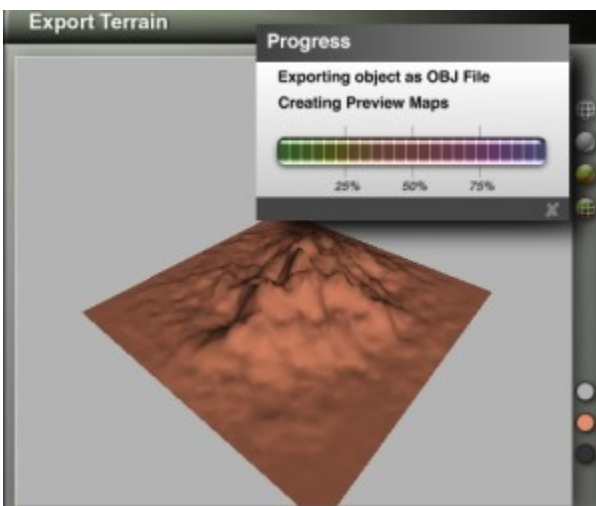 Export Terrain
Progress
Exporting object as OBJ File
Creating Preview Maps
25% 50% 75%